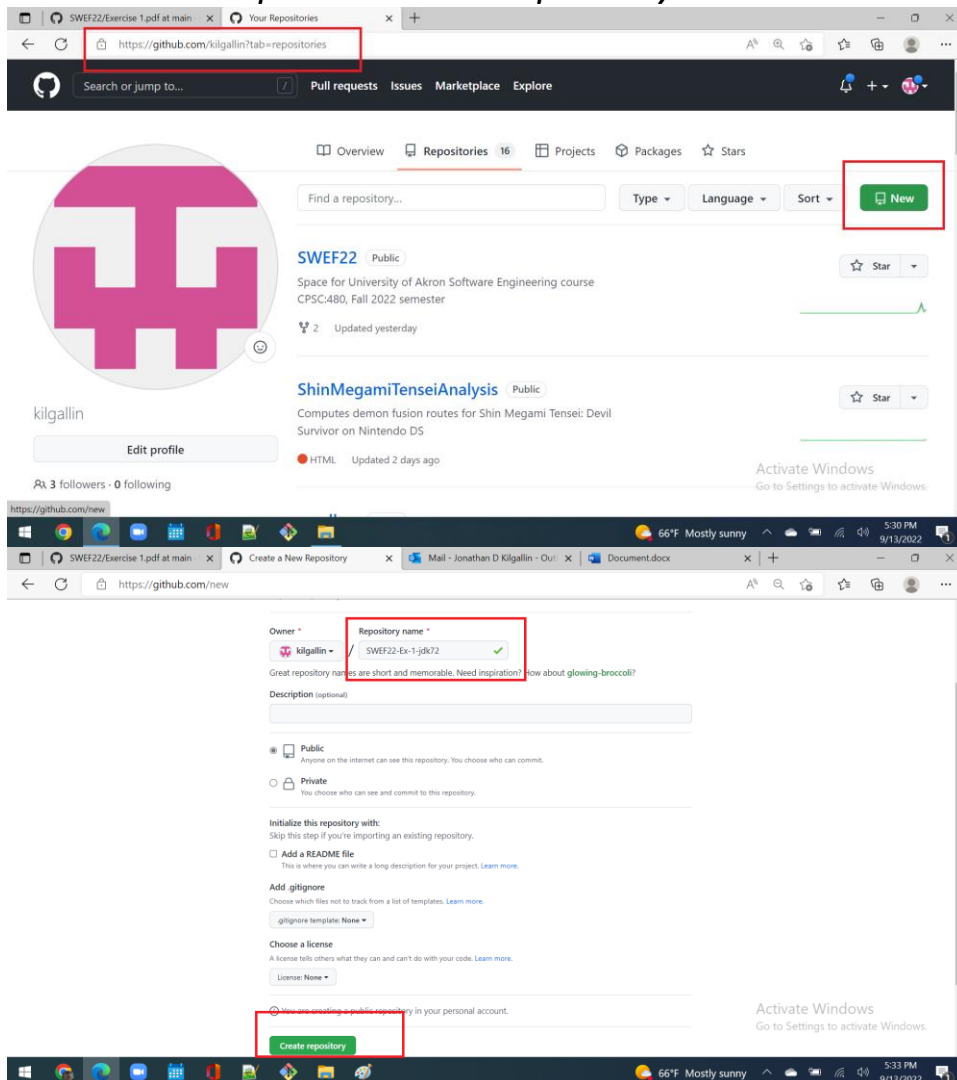 SWEF22/Exercise 1.pdf at main
Your Repositories
https://github.com/kilgallin?tab=repositories
Search or jump to...
/
Pull requests Issues Marketplace Explore
Overview Repositories 16 Projects Packages Stars
Find a repository...
Type Language Sort New
SWEF22 Public
Star
Space for University of Akron Software Engineering course
CPSC:480, Fall 2022 semester
2 Updated yesterday
ShinMegamiTenseiAnalysis Public
Star
Computes demon fusion routes for Shin Megami Tensei: Devil
Survivor on Nintendo DS
HTML Updated 2 days ago
kilgallin
Edit profile
3 followers · 0 following
Activate Windows
Go to Settings to activate Windows.
https://github.com/new
66°F Mostly sunny
5:30 PM
9/13/2022
SWEF22/Exercise 1.pdf at main
Create a New Repository
Mail - Jonathan D Kilgallin - Out
Document.docx
https://github.com/new
Owner * Repository name *
kilgallin / SWEF22-Ex-1-jdk72
Great repository names are short and memorable. Need inspiration? How about glowing-broccoli?
Description (optional)
Public
Anyone on the internet can see this repository. You choose who can commit.
Private
You choose who can see and commit to this repository.
Initialize this repository with:
Skip this step if you're importing an existing repository.
Add a README file
This is where you can write a long description for your project. Learn more.
Add .gitignore
Choose which files not to track from a list of templates. Learn more.
.gitignore template: None
Choose a license
A license tells others what they can and can't do with your code. Learn more.
License: None
You are creating a public repository in your personal account.
Create repository
Activate Windows
Go to Settings to activate Windows.
66°F Mostly sunny
5:33 PM
9/13/2022